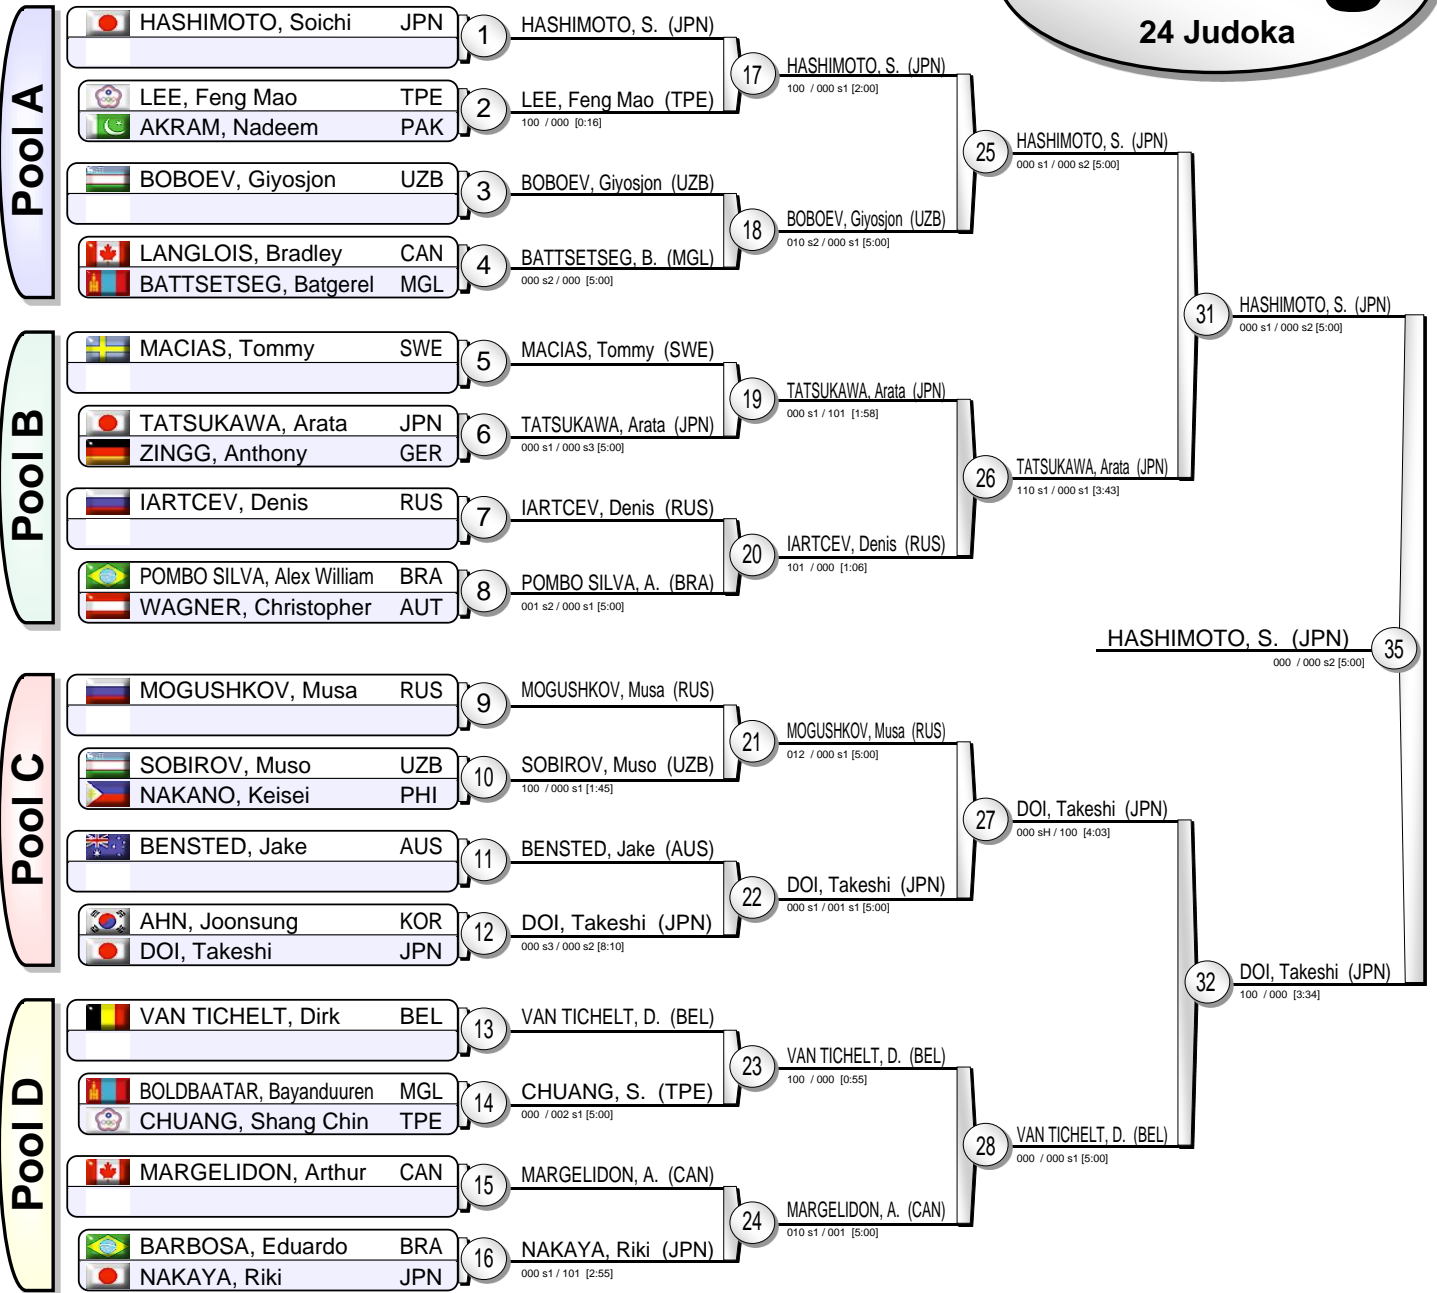 24 Judoka
Pool A
HASHIMOTO, Soichi JPN
1
HASHIMOTO, S. (JPN)
LEE, Feng Mao TPE
AKRAM, Nadeem PAK
2
LEE, Feng Mao (TPE)
100 / 000 [0:16]
17
HASHIMOTO, S. (JPN)
100 / 000 s1 [2:00]
BOBOEV, Giyosjon UZB
3
BOBOEV, Giyosjon (UZB)
LANGLOIS, Bradley CAN
BATTSETSEG, Batgerel MGL
4
BATTSETSEG, B. (MGL)
000 s2 / 000 [5:00]
18
BOBOEV, Giyosjon (UZB)
010 s2 / 000 s1 [5:00]
25
HASHIMOTO, S. (JPN)
000 s1 / 000 s2 [5:00]
Pool B
MACIAS, Tommy SWE
5
MACIAS, Tommy (SWE)
TATSUKAWA, Arata JPN
ZINGG, Anthony GER
6
TATSUKAWA, Arata (JPN)
000 s1 / 000 s3 [5:00]
19
TATSUKAWA, Arata (JPN)
000 s1 / 101 [1:58]
IARTCEV, Denis RUS
7
IARTCEV, Denis (RUS)
POMBO SILVA, Alex William BRA
WAGNER, Christopher AUT
8
POMBO SILVA, A. (BRA)
001 s2 / 000 s1 [5:00]
20
IARTCEV, Denis (RUS)
101 / 000 [1:06]
26
TATSUKAWA, Arata (JPN)
110 s1 / 000 s1 [3:43]
31
HASHIMOTO, S. (JPN)
000 s1 / 000 s2 [5:00]
HASHIMOTO, S. (JPN)
000 / 000 s2 [5:00]
35
Pool C
MOGUSHKOV, Musa RUS
9
MOGUSHKOV, Musa (RUS)
SOBIROV, Muso UZB
NAKANO, Keisei PHI
10
SOBIROV, Muso (UZB)
100 / 000 s1 [1:45]
21
MOGUSHKOV, Musa (RUS)
012 / 000 s1 [5:00]
BENSTED, Jake AUS
11
BENSTED, Jake (AUS)
AHN, Joonsung KOR
DOI, Takeshi JPN
12
DOI, Takeshi (JPN)
000 s3 / 000 s2 [8:10]
22
DOI, Takeshi (JPN)
000 s1 / 001 s1 [5:00]
27
DOI, Takeshi (JPN)
000 sH / 100 [4:03]
Pool D
VAN TICHELT, Dirk BEL
13
VAN TICHELT, D. (BEL)
BOLDBAATAR, Bayanduuren MGL
CHUANG, Shang Chin TPE
14
CHUANG, S. (TPE)
000 / 002 s1 [5:00]
23
VAN TICHELT, D. (BEL)
100 / 000 [0:55]
MARGELIDON, Arthur CAN
15
MARGELIDON, A. (CAN)
BARBOSA, Eduardo BRA
NAKAYA, Riki JPN
16
NAKAYA, Riki (JPN)
000 s1 / 101 [2:55]
24
MARGELIDON, A. (CAN)
010 s1 / 001 [5:00]
28
VAN TICHELT, D. (BEL)
000 / 000 s1 [5:00]
32
DOI, Takeshi (JPN)
100 / 000 [3:34]